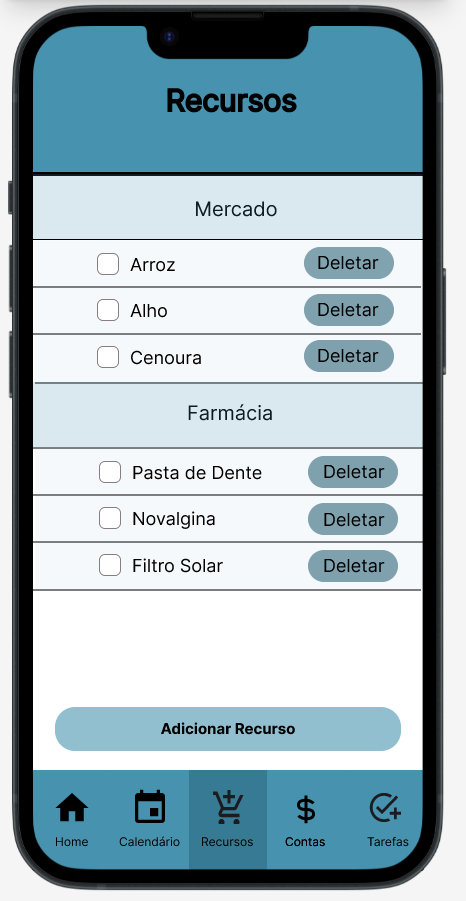 Recursos
Mercado
Arroz Deletar
Alho Deletar
Cenoura Deletar
Farmácia
Pasta de Dente Deletar
Novalgina Deletar
Filtro Solar Deletar
Adicionar Recurso
Home Calendário Recursos Contas Tarefas